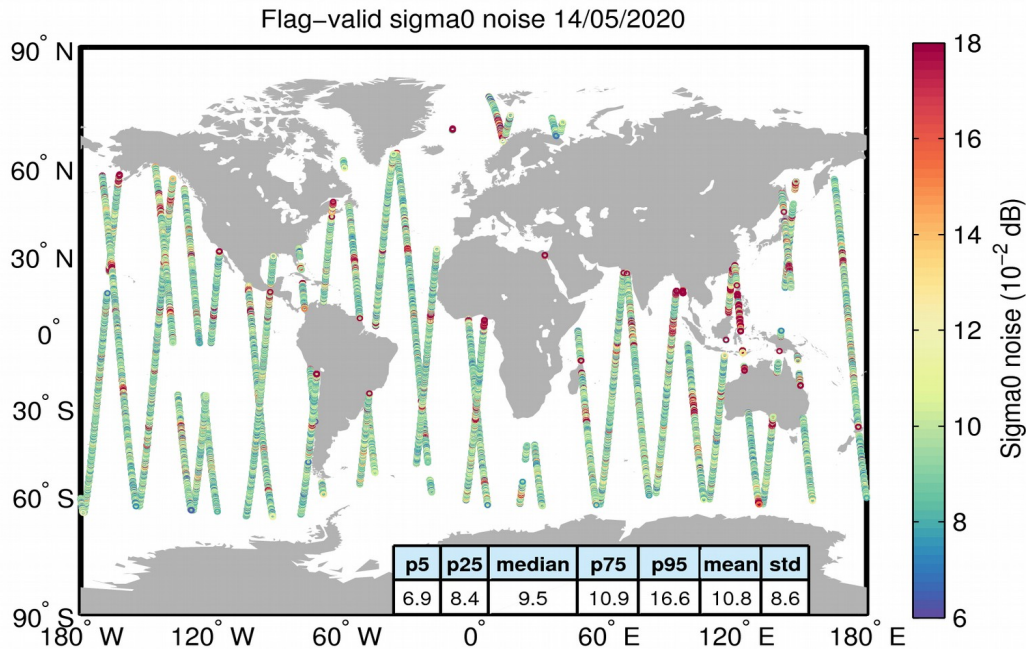 Flag−valid sigma0 noise 14/05/2020
90° N
60° N
30° N
0°
30° S
60° S
90° S
180° W
120° W
60° W
0°
60° E
120° E
180° E
p5 p25 median p75 p95 mean std
6.9 8.4 9.5 10.9 16.6 10.8 8.6
18
16
14
12
10
8
6
Sigma0 noise (10⁻² dB)